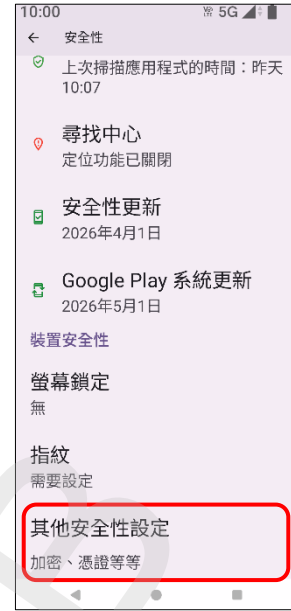 10:00 5G
安全性
上次掃描應用程式的時間：昨天
10:07
尋找中心
定位功能已關閉
安全性更新
2026年4月1日
Google Play 系統更新
2026年5月1日
裝置安全性
螢幕鎖定
無
指紋
需要設定
其他安全性設定
加密、憑證等等